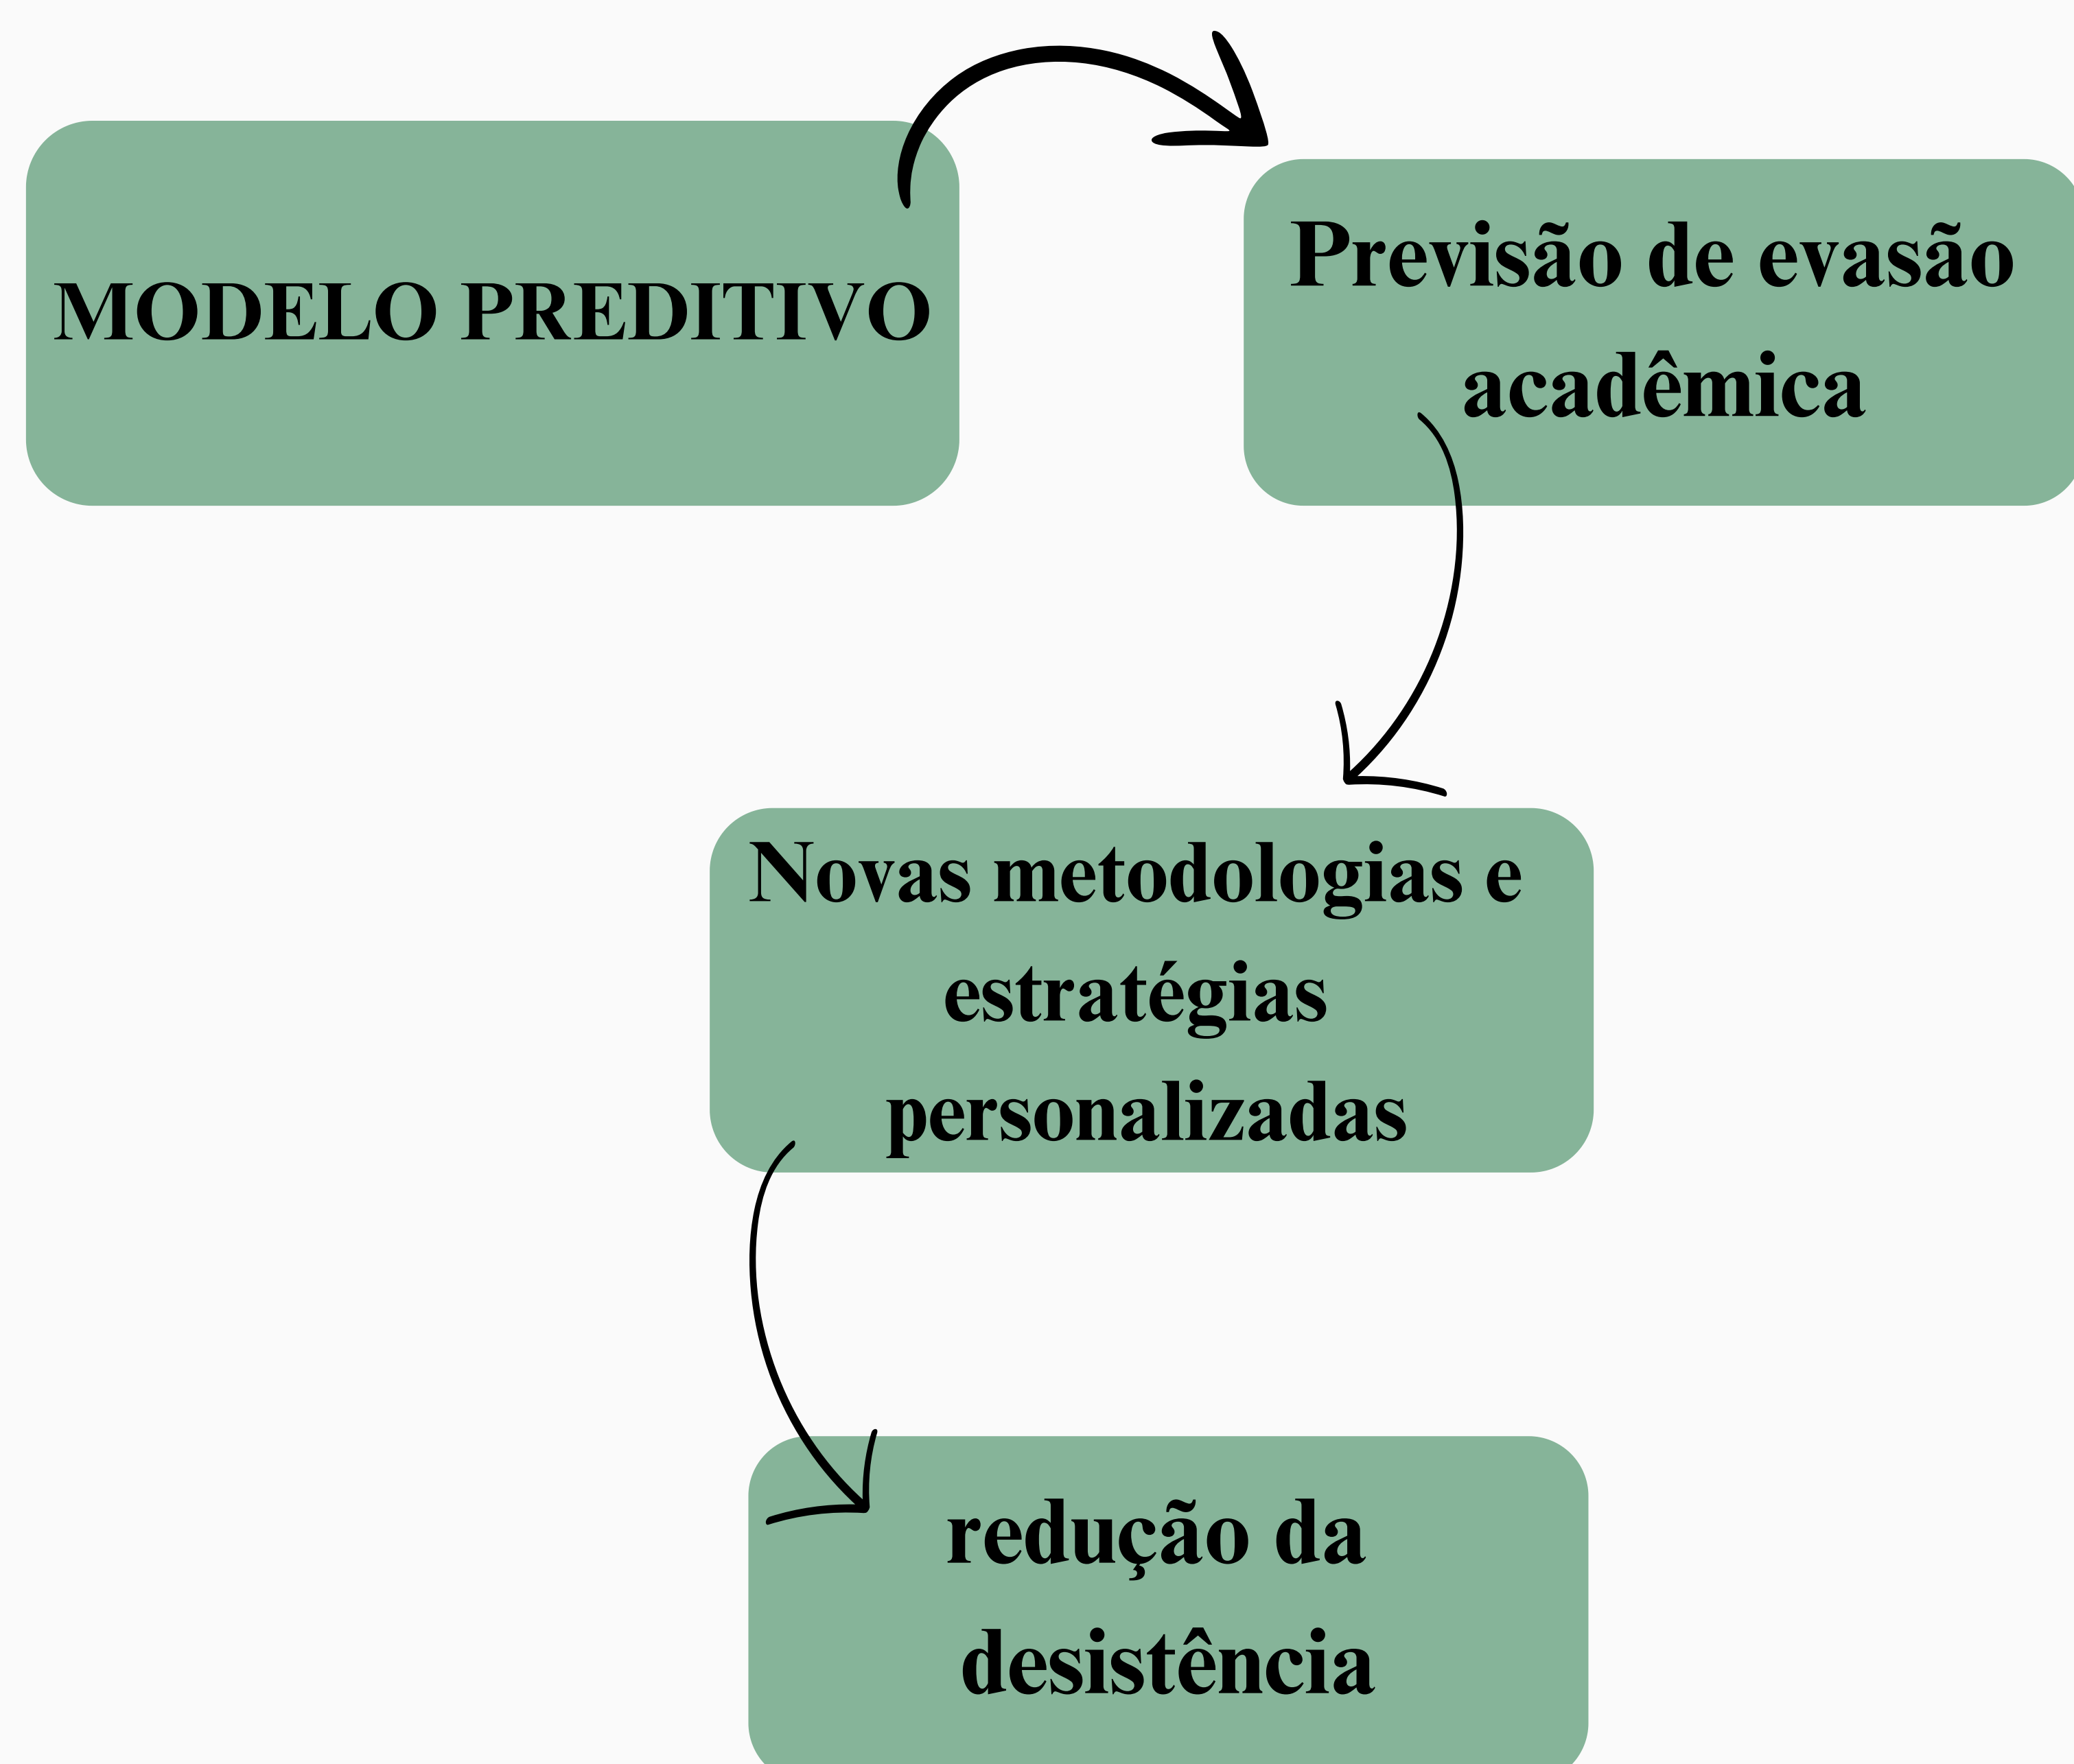 MODELO PREDITIVO
Previsão de evasão
acadêmica
Novas metodologias e
estratégias
personalizadas
redução da
desistência